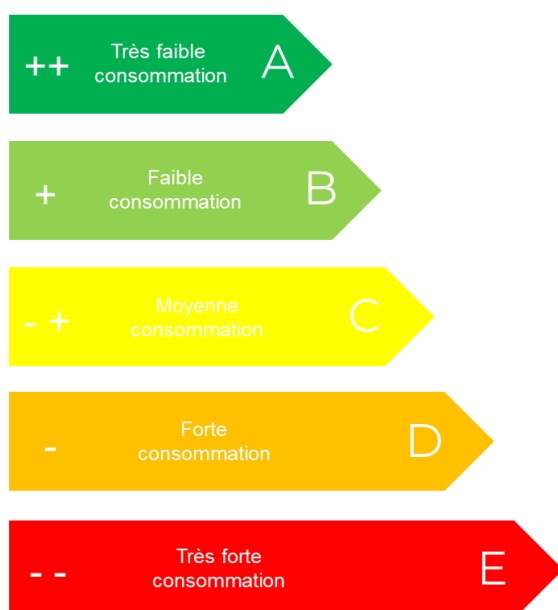 ++ Très faible consommation A
+ Faible consommation B
- + Moyenne consommation C
- Forte consommation D
- - Très forte consommation E